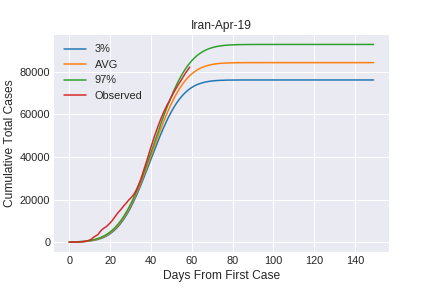 Iran-Apr-19
3%
AVG
97%
Observed
Cumulative Total Cases
80000
60000
40000
20000
0
0 20 40 60 80 100 120 140
Days From First Case